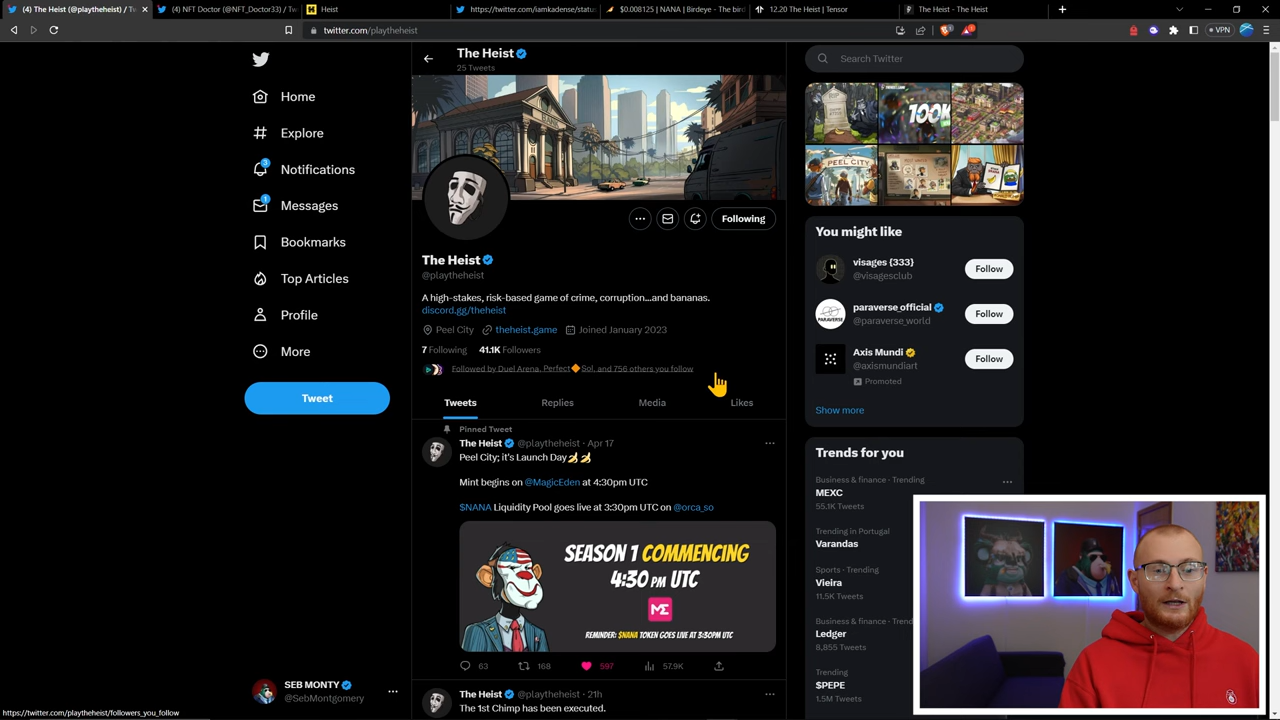 (4) The Heist (@playtheheist) / Tw
(4) NFT Doctor (@NFT_Doctor33) / Tw
Heist
https://twitter.com/iamkadense/status
$0.008125 | NANA | Birdeye - The bird
12.20 The Heist | Tensor
The Heist - The Heist
twitter.com/playtheheist
VPN
The Heist
25 Tweets
Search Twitter
Home
Explore
3
Notifications
1
Messages
Bookmarks
Top Articles
Profile
More
Tweet
100K
PEEL CITY
Following
The Heist
@playtheheist
A high-stakes, risk-based game of crime, corruption...and bananas.
discord.gg/theheist
Peel City theheist.game Joined January 2023
7 Following 41.1K Followers
Followed by Duel Arena, Perfect Sol, and 756 others you follow
Tweets Replies Media Likes
Pinned Tweet
The Heist @playtheheist · Apr 17
Peel City; it's Launch Day🍌🍌
Mint begins on @MagicEden at 4:30pm UTC
$NANA Liquidity Pool goes live at 3:30pm UTC on @orca_so
SEASON 1 COMMENCING
4:30 PM UTC
ME
REMINDER: $NANA TOKEN GOES LIVE AT 3:30PM UTC
63 168 597 57.9K
The Heist @playtheheist · 21h
The 1st Chimp has been executed.
You might like
visages {333}
@visagesclub
Follow
PARAVERSE
paraverse_official
@paraverse_world
Follow
Axis Mundi
@axismundiart
Promoted
Follow
Show more
Trends for you
Business & finance · Trending
MEXC
55.1K Tweets
Trending in Portugal
Varandas
Sports · Trending
Vieira
11.5K Tweets
Business & finance · Trend
Ledger
8,855 Tweets
Trending
$PEPE
1.5M Tweets
SEB MONTY
@SebMontgomery
https://twitter.com/playtheheist/followers_you_follow